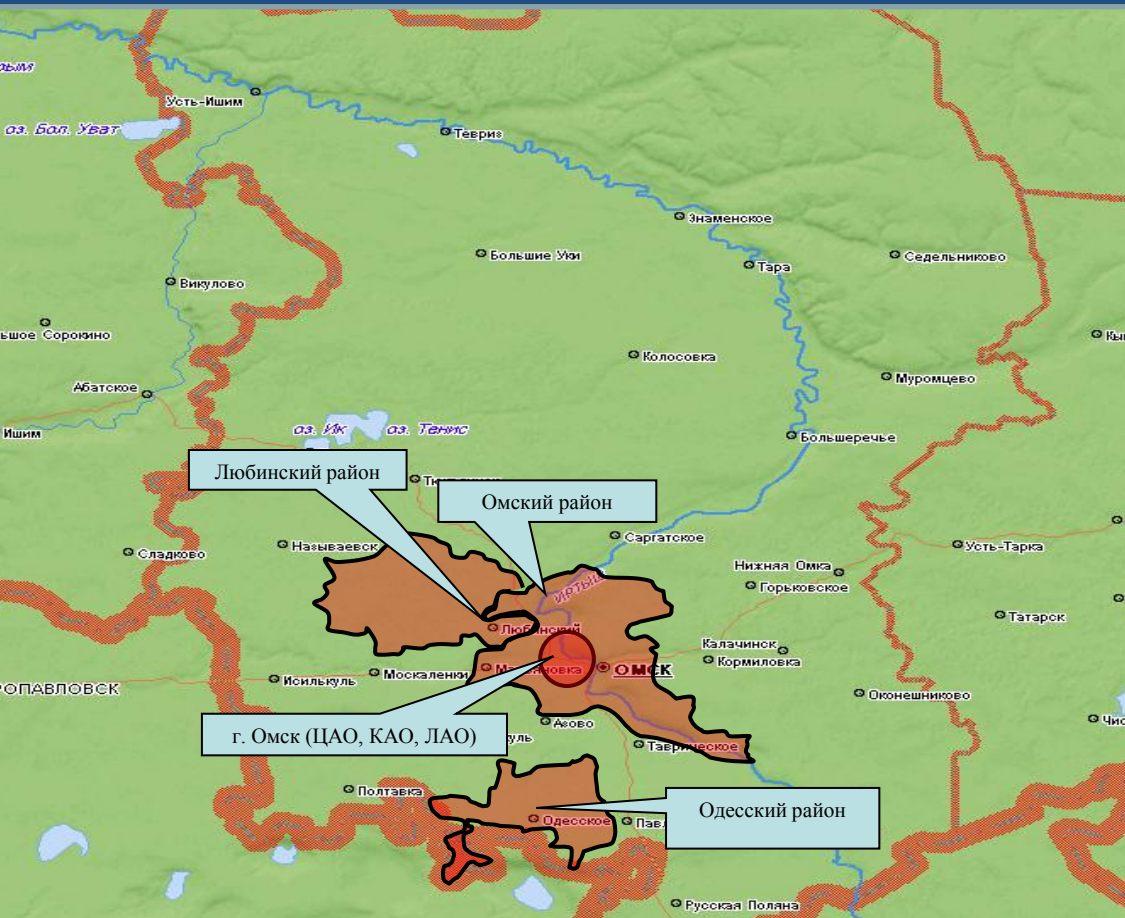 Усть-Ишим
оз. Бол. Уват
Тевриз
Знаменское
Большие Уки
Седельниково
Тара
Викулово
Колосовка
Муромцево
Абатское
Ишим
оз. Ик
оз. Тенис
Большеречье
Любинский район
Омский район
Саргатское
Называевск
Сладково
Усть-Тарка
Нижняя Омка
Горьковское
Иртыш
Татарск
Любинский
Калачинск
Кормиловка
Марьяновка
ОМСК
Москаленки
Исилькуль
Оконешниково
г. Омск (ЦАО, КАО, ЛАО)
Азово
Таврическое
Полтавка
Одесский район
Одесское
Русская Поляна